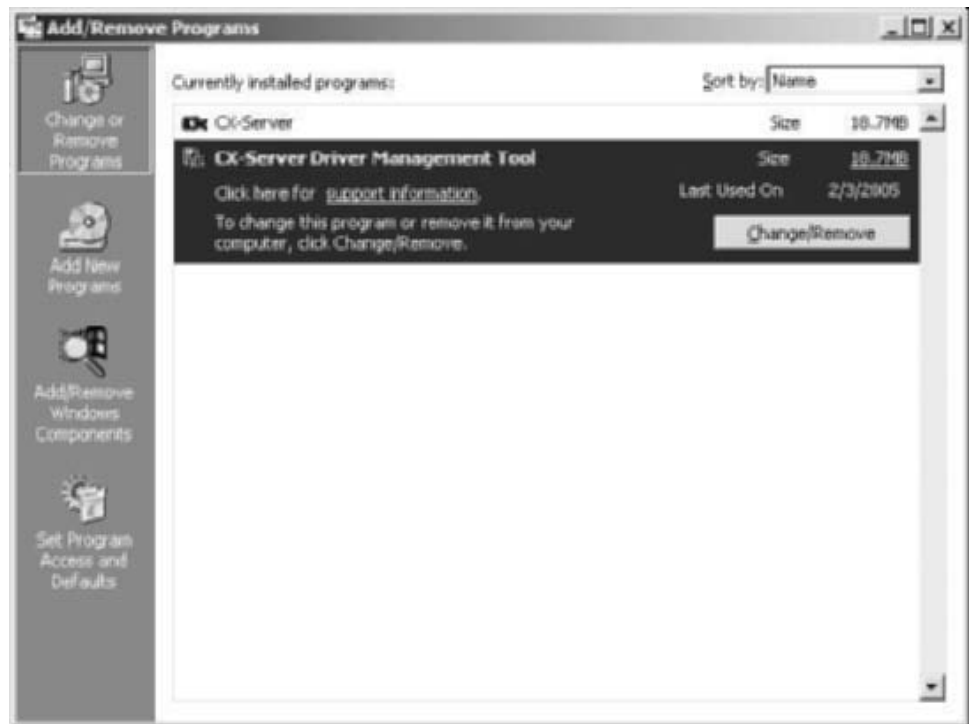 Add/Remove Programs
Change or
Remove
Programs
Add New
Programs
Add/Remove
Windows
Components
Set Program
Access and
Defaults
Currently installed programs:
Sort by: Name
CX-Server Size 18.7MB
CX-Server Driver Management Tool Size 18.7MB
Click here for support information. Last Used On 2/3/2005
To change this program or remove it from your
computer, click Change/Remove.
Change/Remove